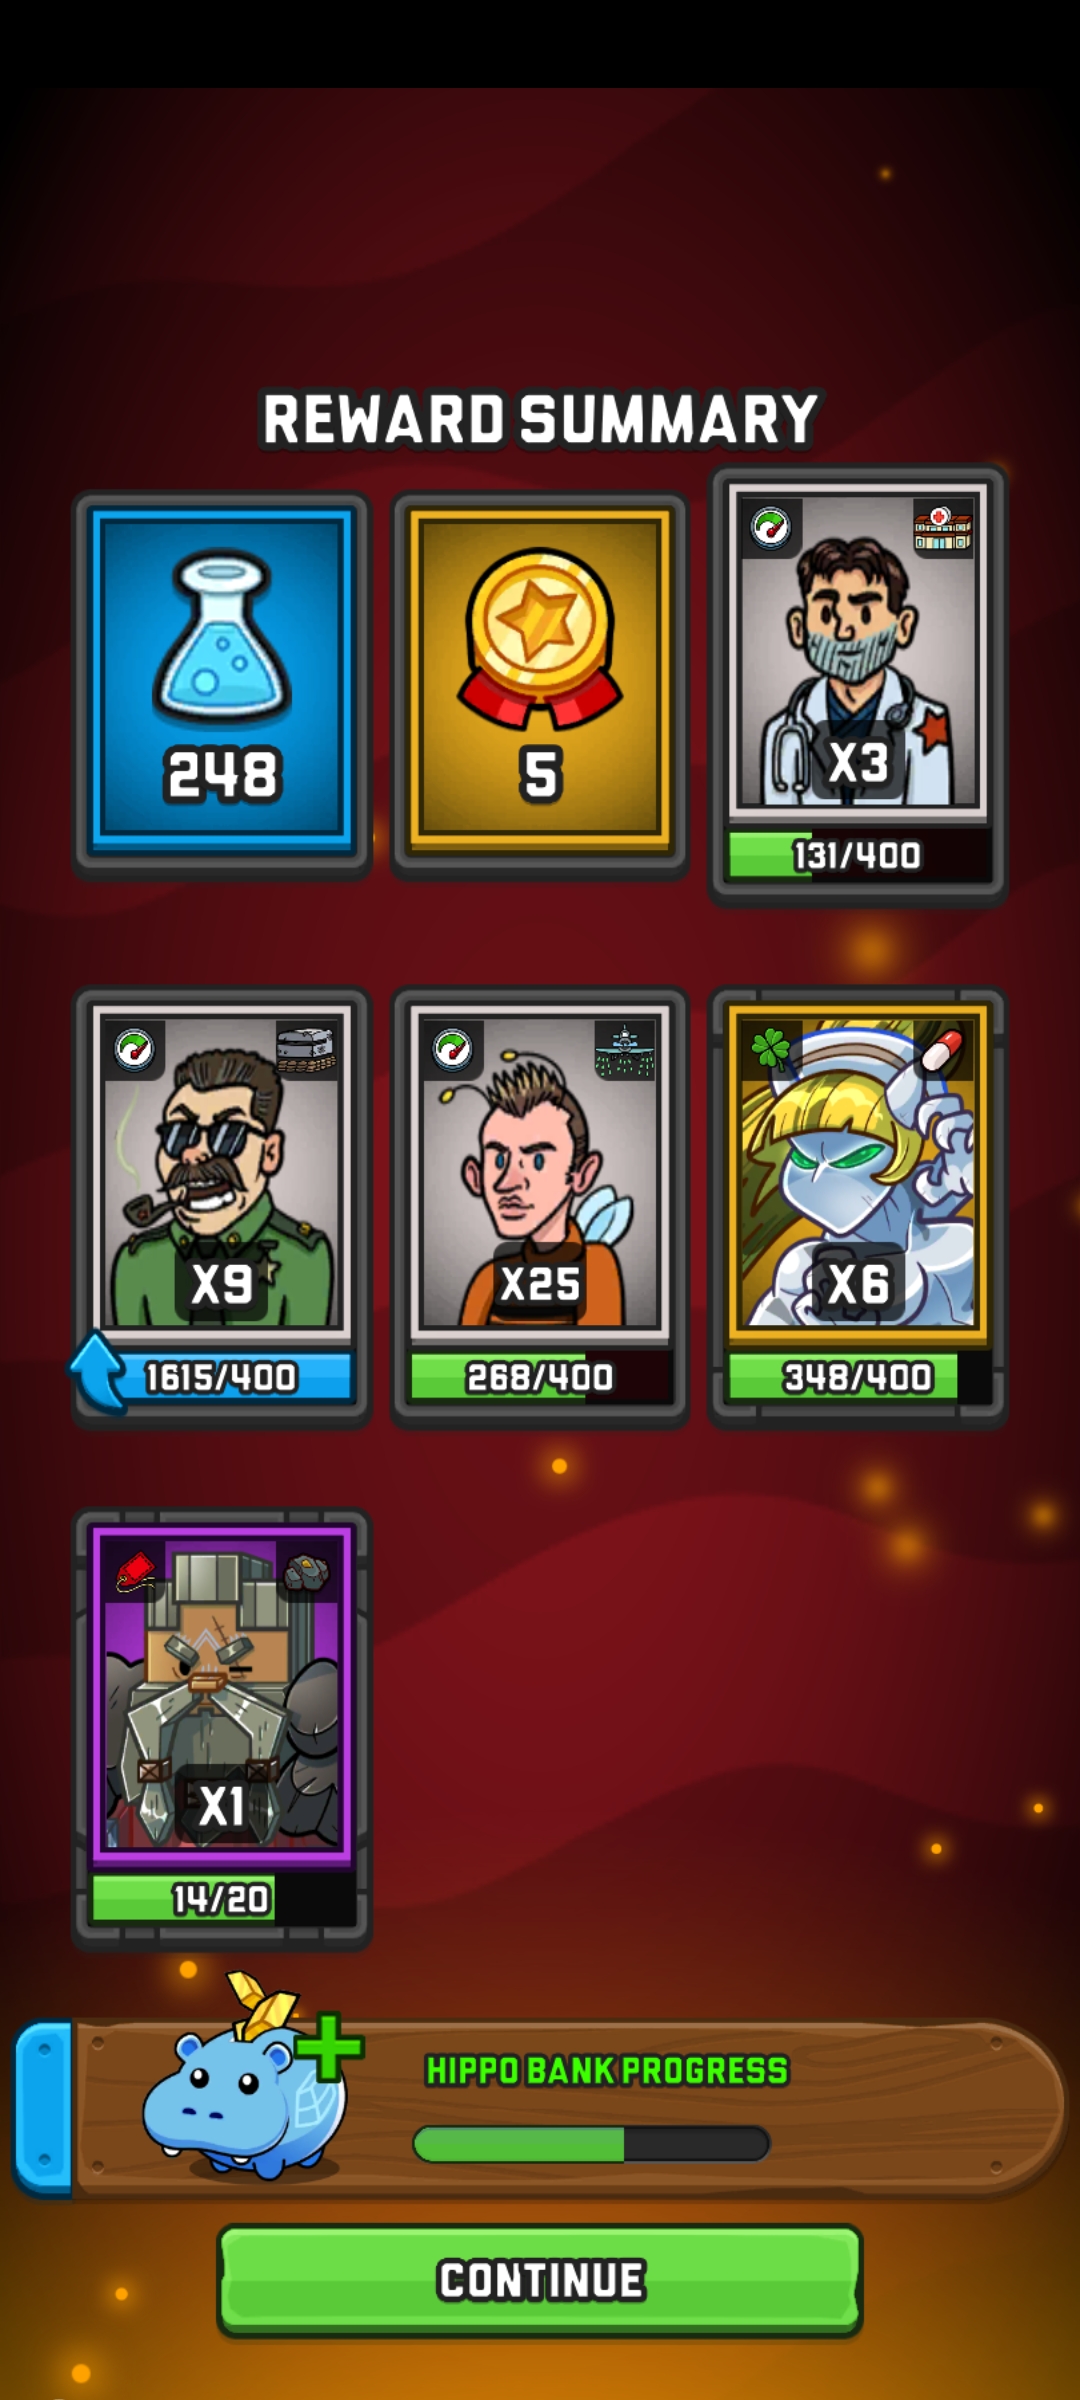 REWARD SUMMARY
248
5
X3
131/400
X9
X25
X6
1615/400
268/400
348/400
X1
14/20
HIPPO BANK PROGRESS
CONTINUE